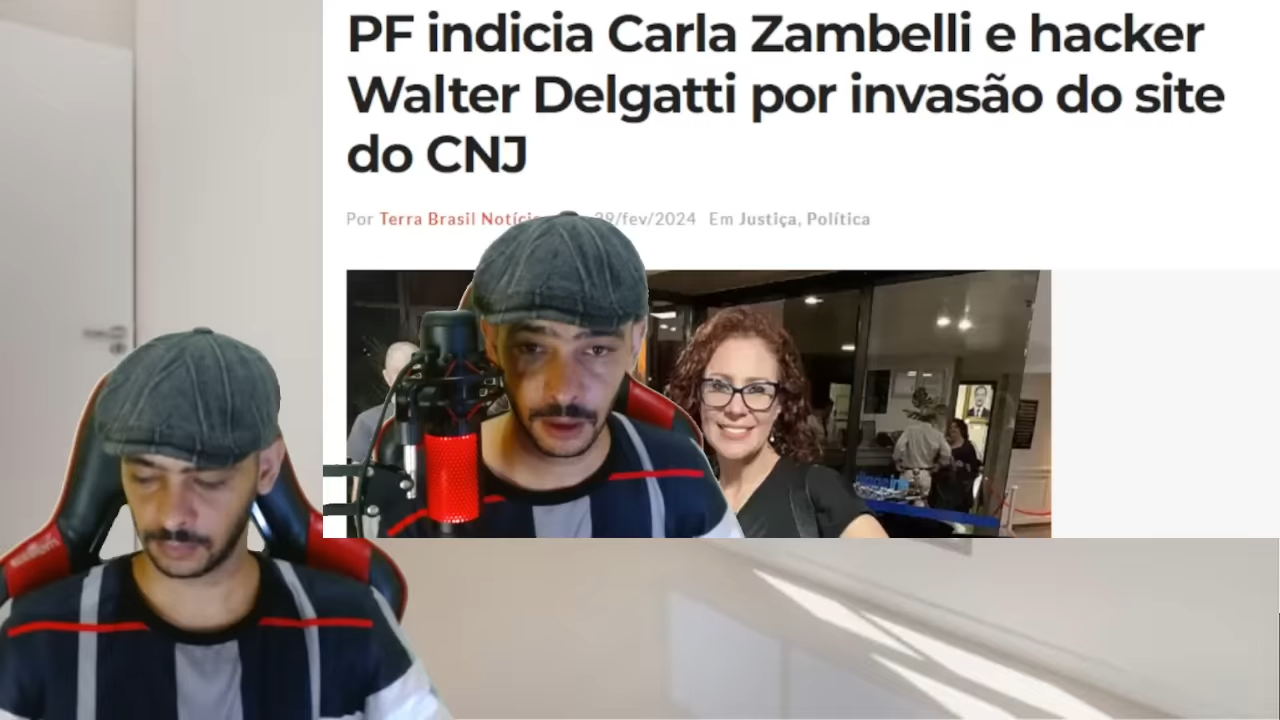 PF indicia Carla Zambelli e hacker
Walter Delgatti por invasão do site
do CNJ
Por Terra Brasil /fev/2024 Em Justiça, Política